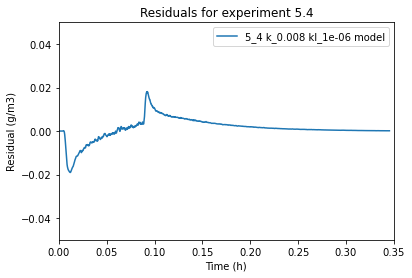 Residuals for experiment 5.4
5_4 k_0.008 kl_1e-06 model
Residual (g/m3)
0.04
0.02
0.00
−0.02
−0.04
0.00 0.05 0.10 0.15 0.20 0.25 0.30 0.35
Time (h)